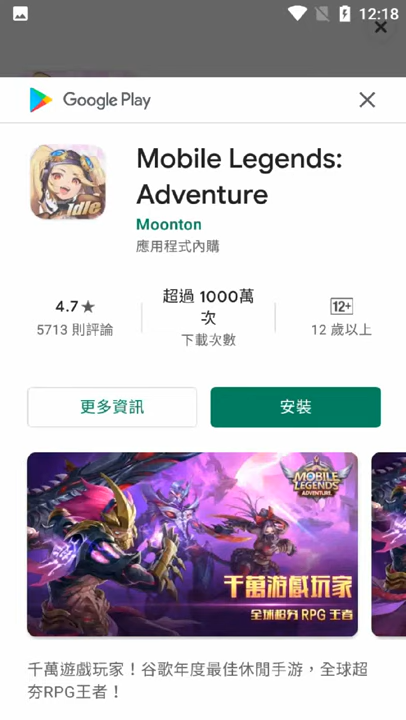 12:18
Google Play
idle
Mobile Legends:
Adventure
Moonton
應用程式內購
4.7★
5713 則評論
超過 1000萬
次
下載次數
12+
12 歲以上
更多資訊
安裝
MOBILE
LEGENDS
ADVENTURE
千萬游戲玩家
全球超夯 RPG 王者
千萬遊戲玩家！谷歌年度最佳休閒手游，全球超
夯RPG王者！